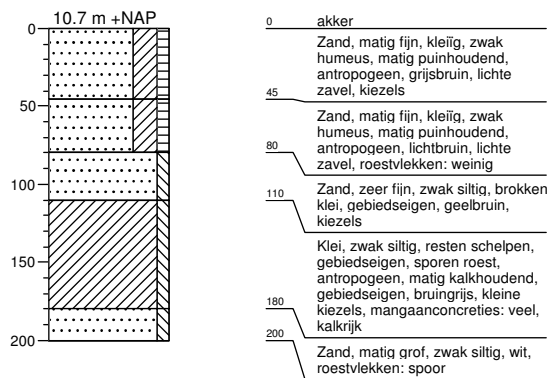 10.7 m +NAP
0
50
100
150
200
0 akker
Zand, matig fijn, kleiïg, zwak
humeus, matig puinhoudend,
antropogeen, grijsbruin, lichte
zavel, kiezels
45
Zand, matig fijn, kleiïg, zwak
humeus, matig puinhoudend,
antropogeen, lichtbruin, lichte
zavel, roestvlekken: weinig
80
Zand, zeer fijn, zwak siltig, brokken
klei, gebiedseigen, geelbruin,
kiezels
110
Klei, zwak siltig, resten schelpen,
gebiedseigen, sporen roest,
antropogeen, matig kalkhoudend,
gebiedseigen, bruingrijs, kleine
kiezels, mangaanconcreties: veel,
kalkrijk
180
Zand, matig grof, zwak siltig, wit,
roestvlekken: spoor
200